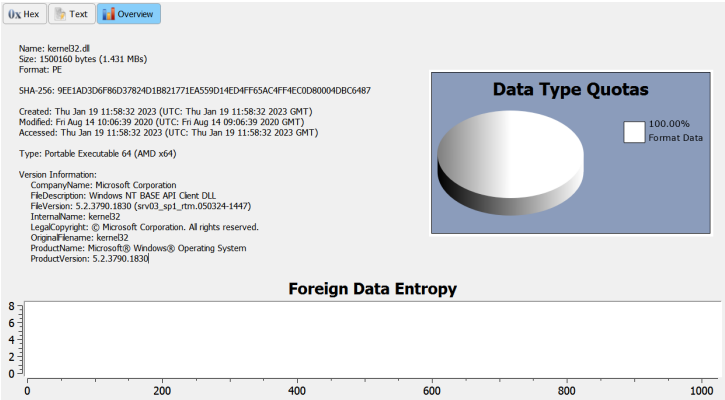 0x Hex
Text
Overview
Name: kernel32.dll
Size: 1500160 bytes (1.431 MBs)
Format: PE
SHA-256: 9EE1AD3D6F86D37824D1B821771EA559D14ED4FF65AC4FF4EC0D80004DBC6487
Created: Thu Jan 19 11:58:32 2023 (UTC: Thu Jan 19 11:58:32 2023 GMT)
Modified: Fri Aug 14 10:06:39 2020 (UTC: Fri Aug 14 09:06:39 2020 GMT)
Accessed: Thu Jan 19 11:58:32 2023 (UTC: Thu Jan 19 11:58:32 2023 GMT)
Type: Portable Executable 64 (AMD x64)
Version Information:
CompanyName: Microsoft Corporation
FileDescription: Windows NT BASE API Client DLL
FileVersion: 5.2.3790.1830 (srv03_sp1_rtm.050324-1447)
InternalName: kernel32
LegalCopyright: © Microsoft Corporation. All rights reserved.
OriginalFilename: kernel32
ProductName: Microsoft® Windows® Operating System
ProductVersion: 5.2.3790.1830
Data Type Quotas
100.00%
Format Data
Foreign Data Entropy
8
6
4
2
0
0 200 400 600 800 1000